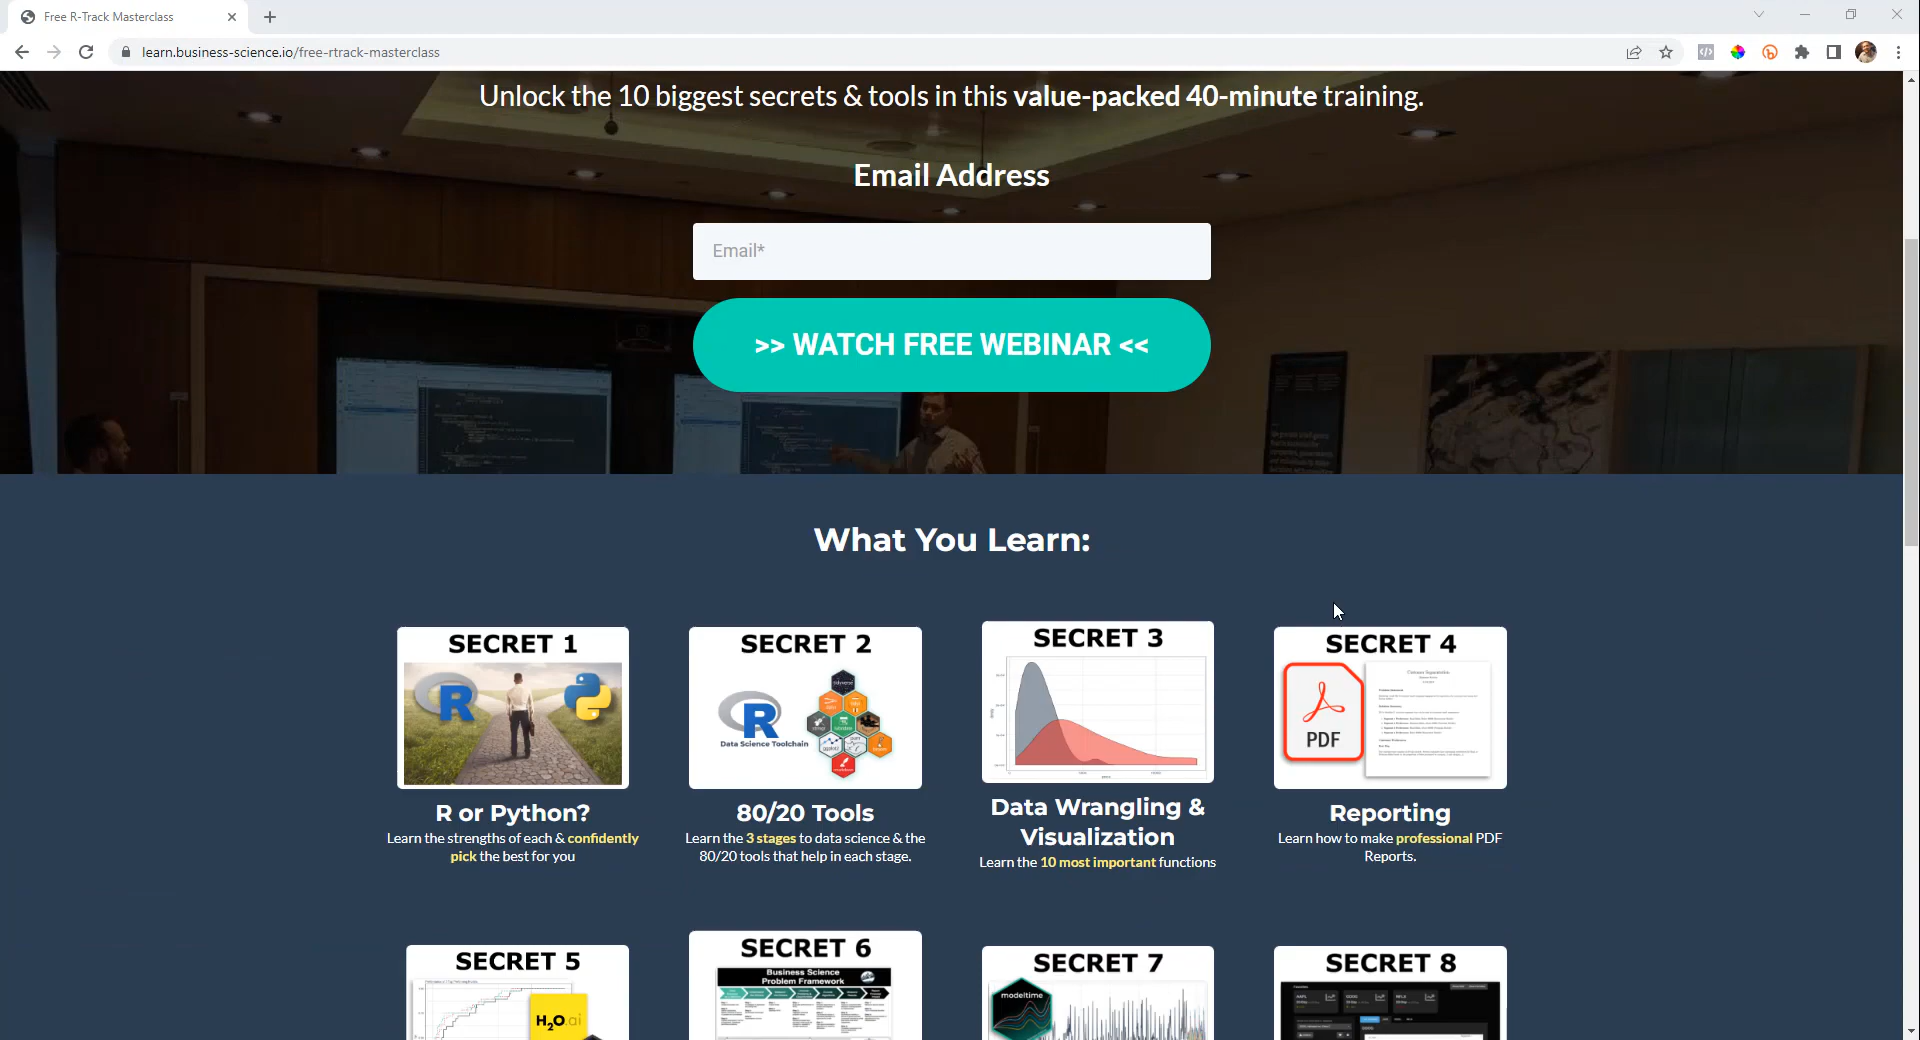 Free R-Track Masterclass
learn.business-science.io/free-rtrack-masterclass
Unlock the 10 biggest secrets & tools in this value-packed 40-minute training.
Email Address
Email*
>> WATCH FREE WEBINAR <<
What You Learn:
SECRET 1
R
R or Python?
Learn the strengths of each & confidently
pick the best for you
SECRET 2
R
Data Science Toolchain
80/20 Tools
Learn the 3 stages to data science & the
80/20 tools that help in each stage.
SECRET 3
Data Wrangling &
Visualization
Learn the 10 most important functions
SECRET 4
PDF
Customer Segmentation
Reporting
Learn how to make professional PDF
Reports.
SECRET 5
H2O.ai
SECRET 6
Business Science
Problem Framework
SECRET 7
modeltime
SECRET 8